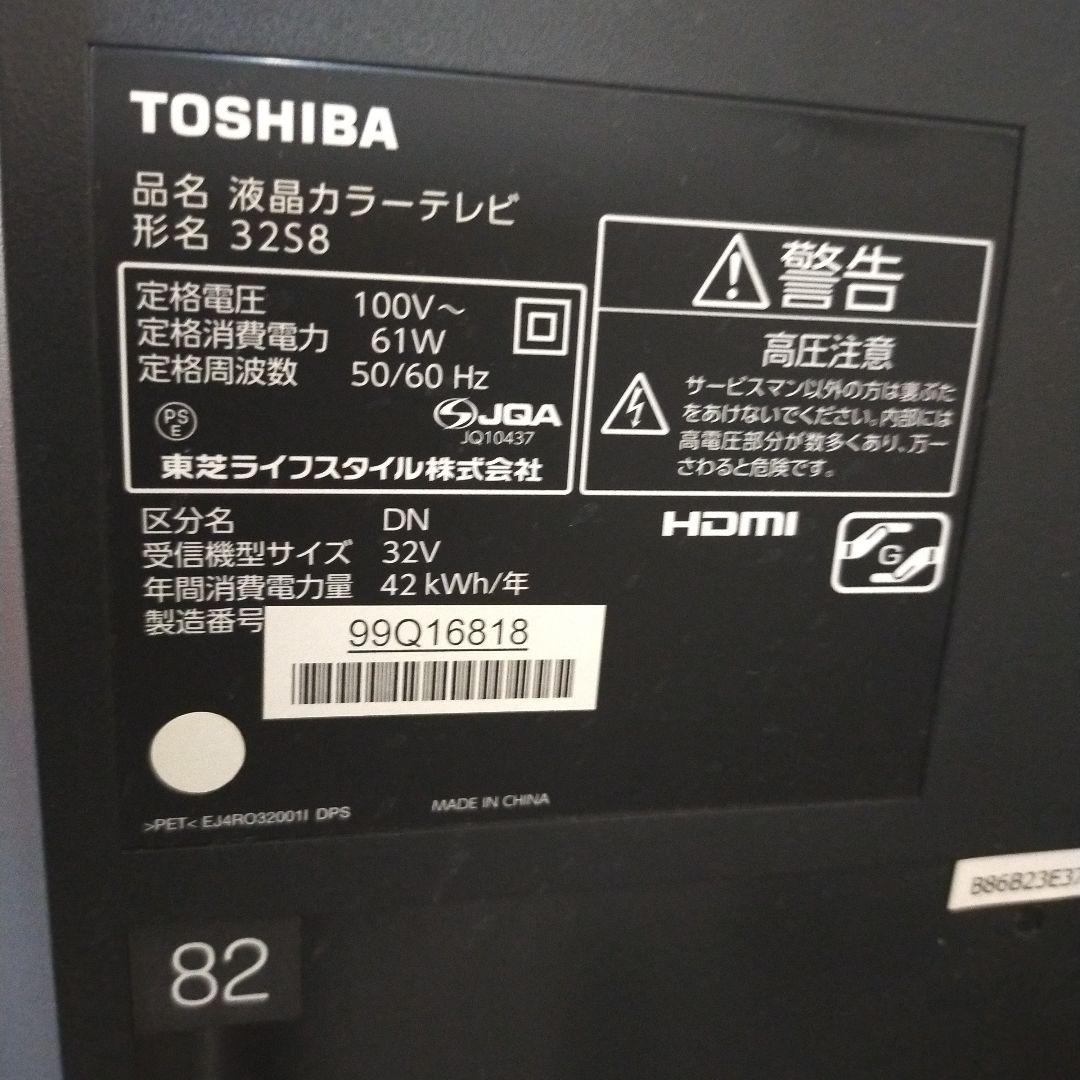 TOSHIBA
品名 液晶カラーテレビ
形名 32S8
定格電圧 100V～
定格消費電力 61W
定格周波数 50/60 Hz
PS
E
JQA
JQ10437
東芝ライフスタイル株式会社
警告
高圧注意
サービスマン以外の方は裏ぶた
をあけないでください。内部には
高電圧部分が数多くあり、万一
さわると危険です。
区分名 DN
受信機型サイズ 32V
年間消費電力量 42 kWh/年
製造番号
99Q16818
HDMI
G
>PET< EJ4RO32001I DPS
MADE IN CHINA
B86B23E37
82